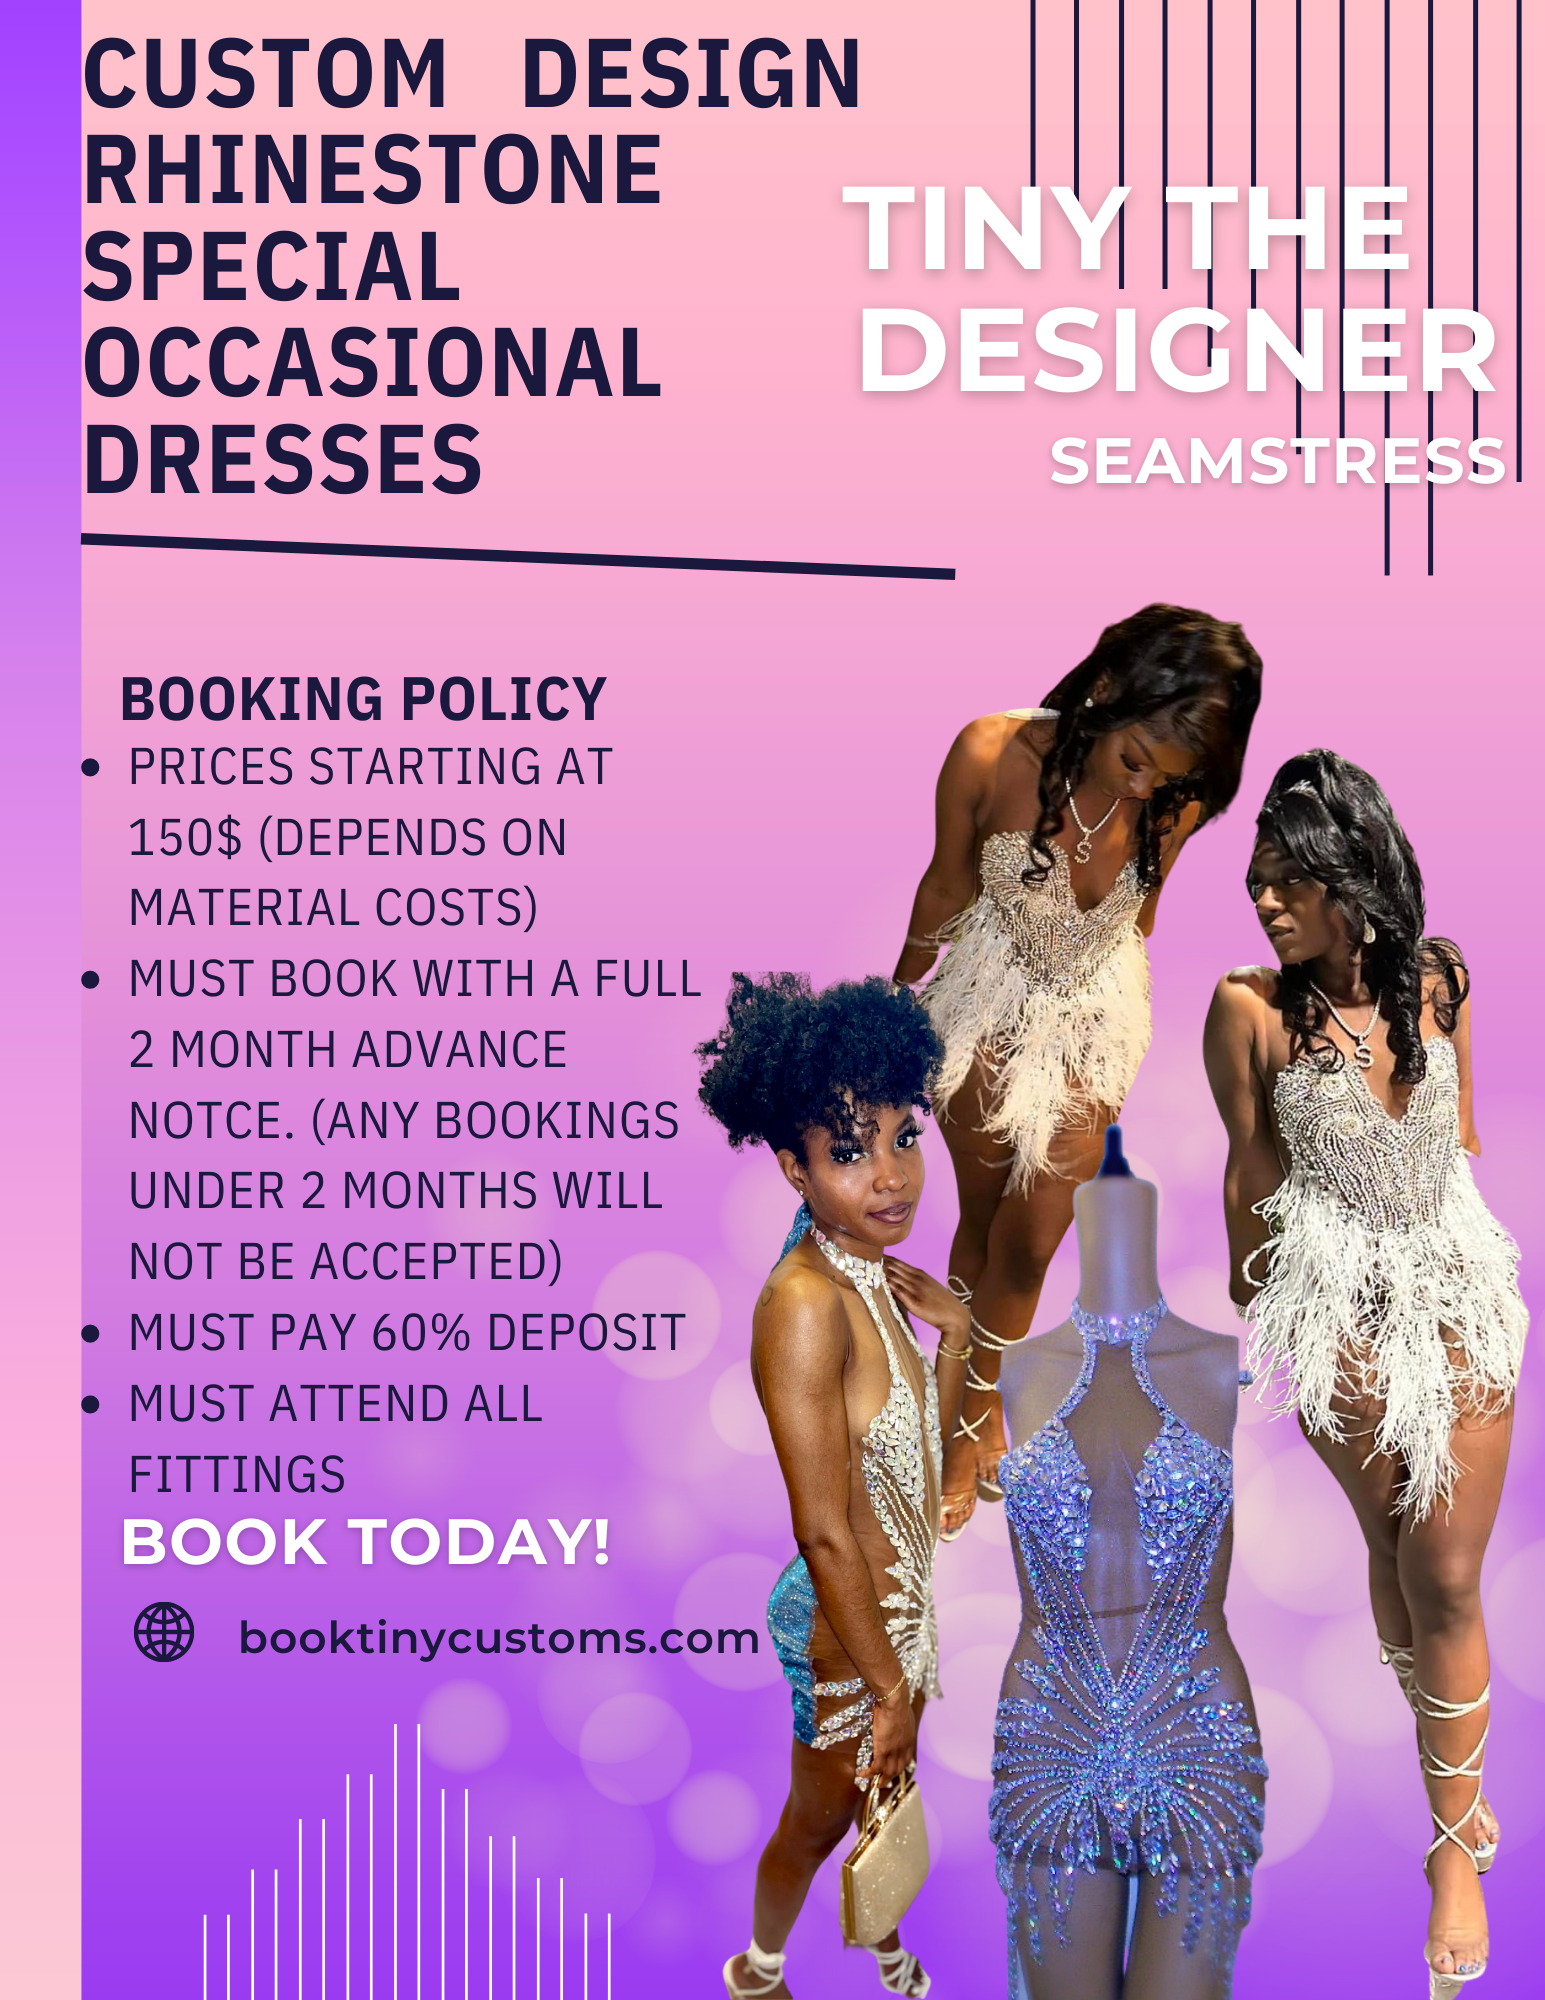 CUSTOM DESIGN
RHINESTONE
SPECIAL
OCCASIONAL
DRESSES
TINY THE
DESIGNER
SEAMSTRESS
BOOKING POLICY
• PRICES STARTING AT
150$ (DEPENDS ON
MATERIAL COSTS)
• MUST BOOK WITH A FULL
2 MONTH ADVANCE
NOTCE. (ANY BOOKINGS
UNDER 2 MONTHS WILL
NOT BE ACCEPTED)
• MUST PAY 60% DEPOSIT
• MUST ATTEND ALL
FITTINGS
BOOK TODAY!
booktinycustoms.com
S
S